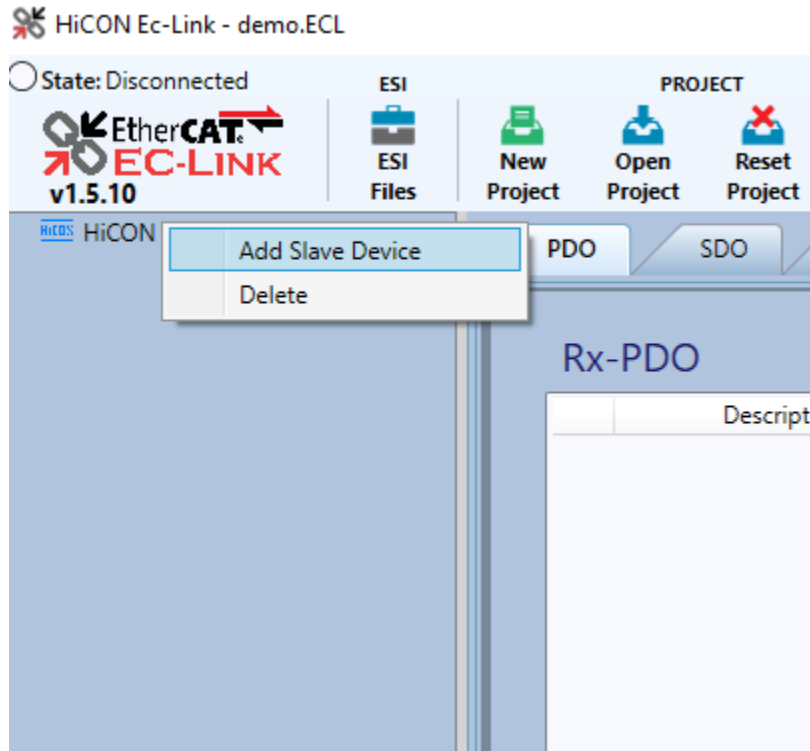 HiCON Ec-Link - demo.ECL
State: Disconnected
ESI
PROJECT
EtherCAT
EC-LINK
v1.5.10
ESI
Files
New
Project
Open
Project
Reset
Project
HiCON
HiCON
Add Slave Device
Delete
PDO
SDO
Rx-PDO
Descript